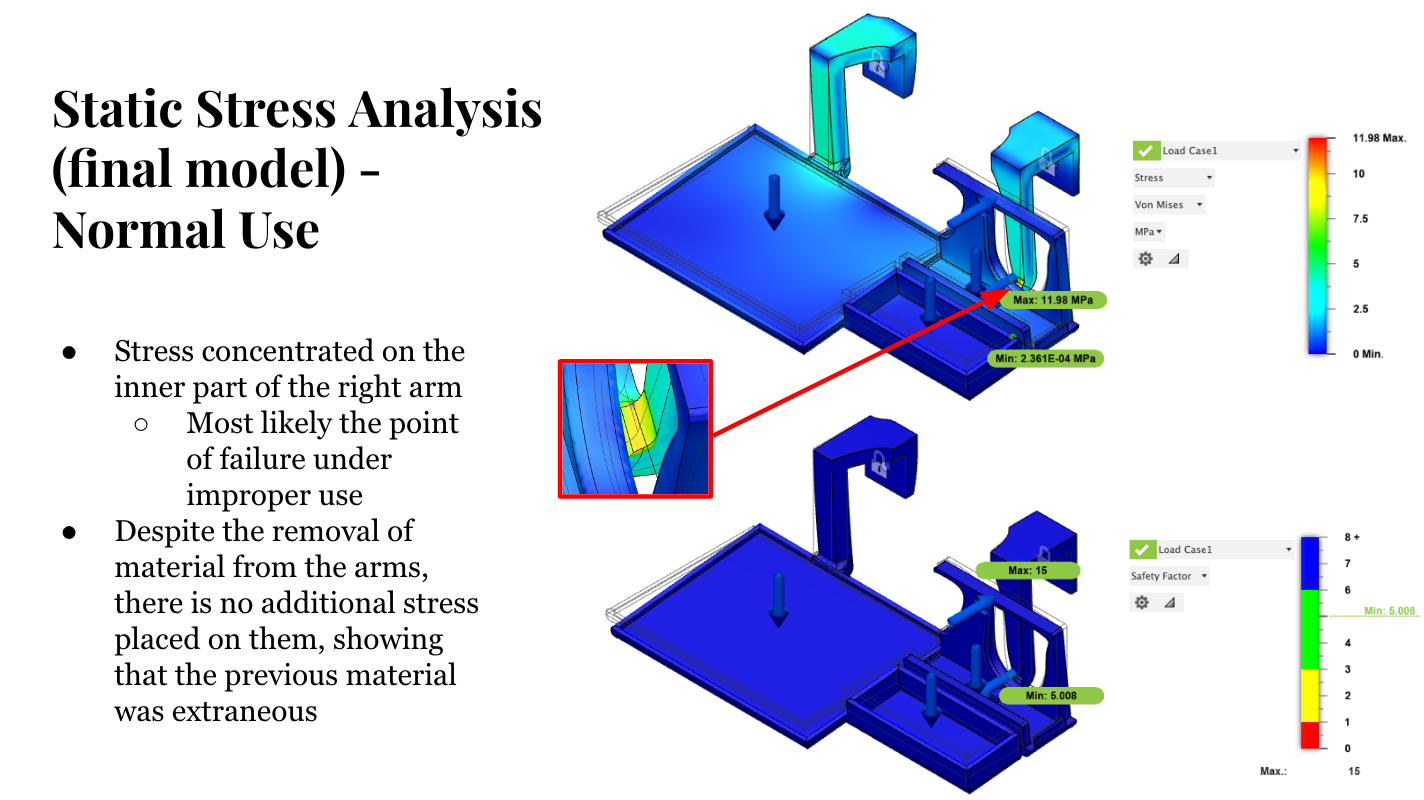 Static Stress Analysis
(final model) -
Normal Use
● Stress concentrated on the
inner part of the right arm
○ Most likely the point
of failure under
improper use
● Despite the removal of
material from the arms,
there is no additional stress
placed on them, showing
that the previous material
was extraneous
Max: 11.98 MPa
Min: 2.361E-04 MPa
Load Case1
Stress
Von Mises
MPa
11.98 Max.
10
7.5
5
2.5
0 Min.
Max: 15
Min: 5.008
Load Case1
Safety Factor
8 +
7
6
Min: 5.008
4
3
2
1
0
Max.: 15